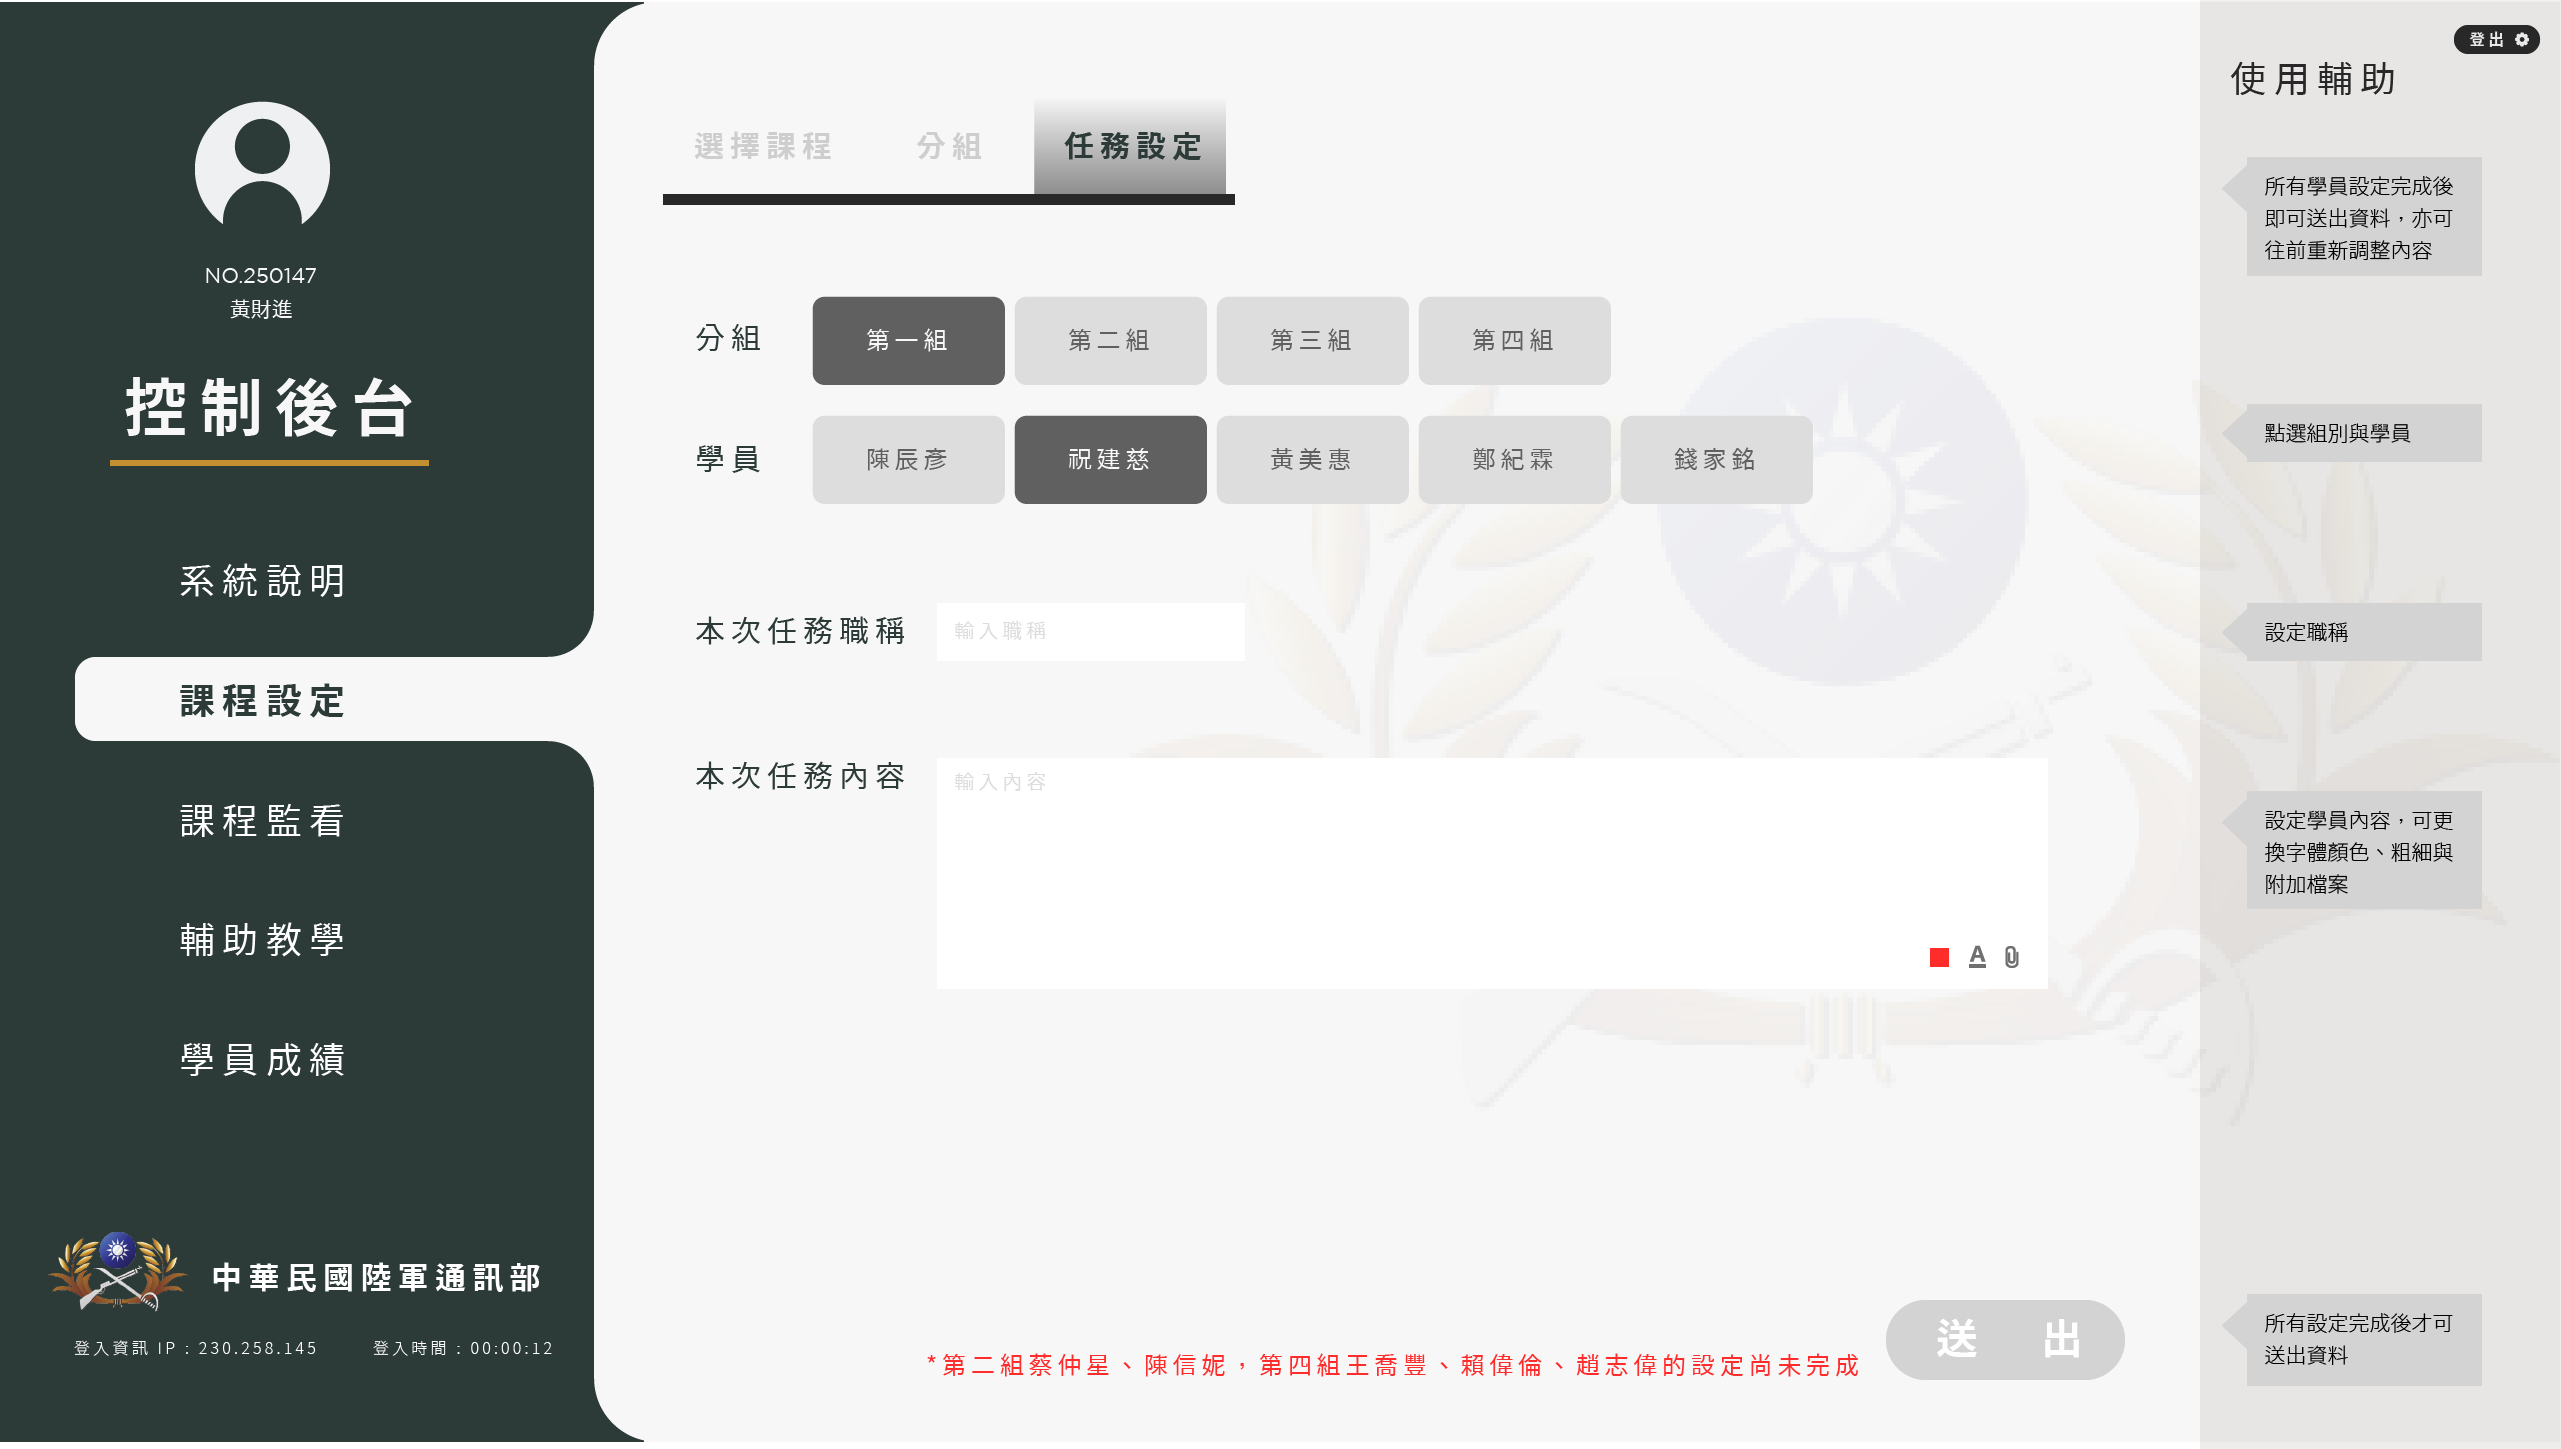 登出
使用輔助
NO.250147
黃財進
控制後台
系統說明
課程設定
課程監看
輔助教學
學員成績
中華民國陸軍通訊部
登入資訊 IP : 230.258.145
登入時間 : 00:00:12
選擇課程 分組 任務設定
分組 第一組 第二組 第三組 第四組
學員 陳辰彥 祝建慈 黃美惠 鄭紀霖 錢家銘
本次任務職稱 輸入職稱
本次任務內容 輸入內容
A
*第二組蔡仲星、陳信妮，第四組王喬豐、賴偉倫、趙志偉的設定尚未完成
送出
所有學員設定完成後
即可送出資料，亦可
往前重新調整內容
點選組別與學員
設定職稱
設定學員內容，可更
換字體顏色、粗細與
附加檔案
所有設定完成後才可
送出資料